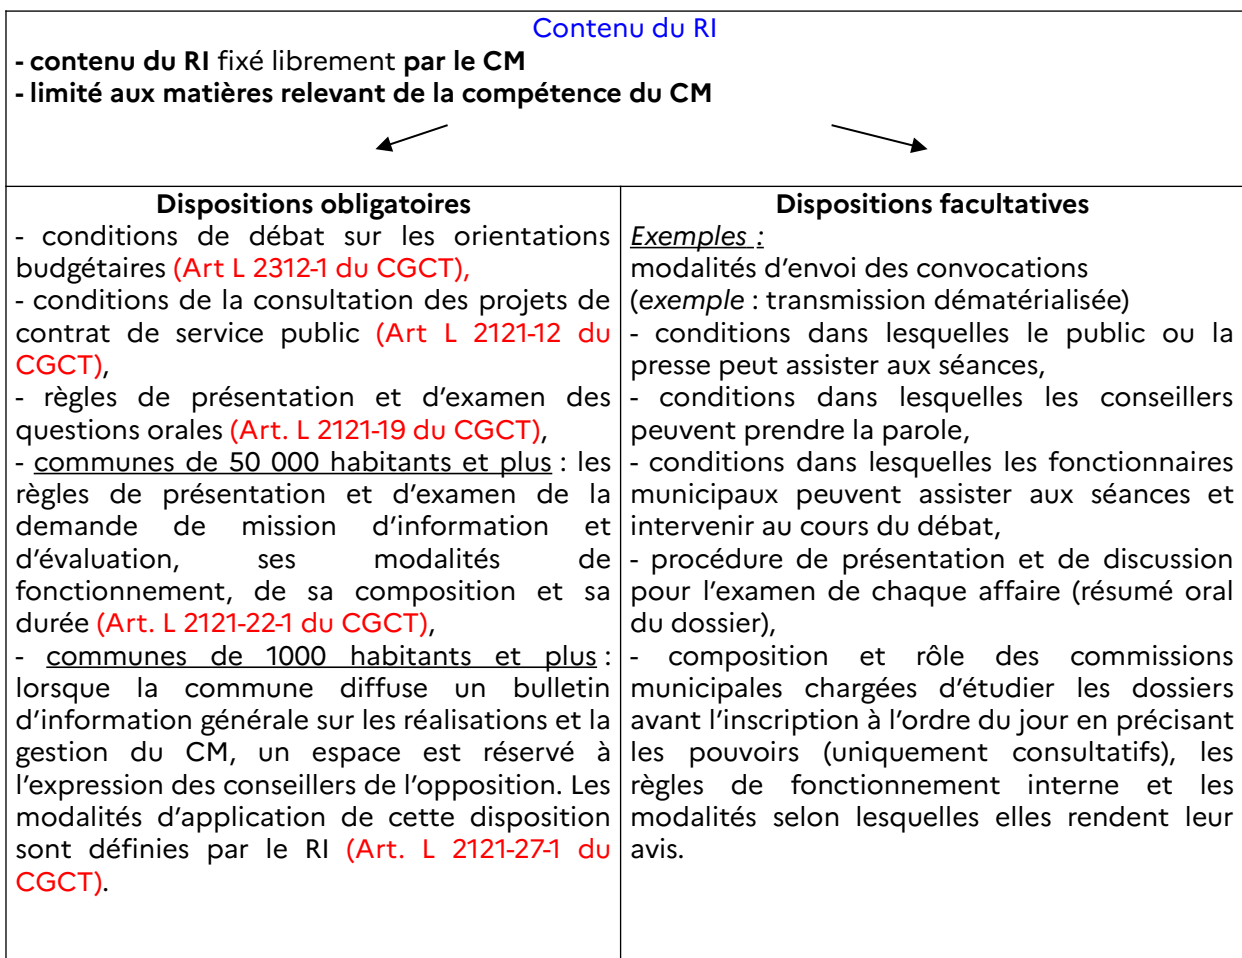 Contenu du RI
- contenu du RI fixé librement par le CM
- limité aux matières relevant de la compétence du CM
Dispositions obligatoires
- conditions de débat sur les orientations
budgétaires (Art L 2312-1 du CGCT),
- conditions de la consultation des projets de
contrat de service public (Art L 2121-12 du
CGCT),
- règles de présentation et d'examen des
questions orales (Art. L 2121-19 du CGCT),
- communes de 50 000 habitants et plus : les
règles de présentation et d'examen de la
demande de mission d'information et
d'évaluation, ses modalités de
fonctionnement, de sa composition et sa
durée (Art. L 2121-22-1 du CGCT),
- communes de 1000 habitants et plus :
lorsque la commune diffuse un bulletin
d'information générale sur les réalisations et la
gestion du CM, un espace est réservé à
l'expression des conseillers de l'opposition. Les
modalités d'application de cette disposition
sont définies par le RI (Art. L 2121-27-1 du
CGCT).
Dispositions facultatives
Exemples :
modalités d'envoi des convocations
(exemple : transmission dématérialisée)
- conditions dans lesquelles le public ou la
presse peut assister aux séances,
- conditions dans lesquelles les conseillers
peuvent prendre la parole,
- conditions dans lesquelles les fonctionnaires
municipaux peuvent assister aux séances et
intervenir au cours du débat,
- procédure de présentation et de discussion
pour l'examen de chaque affaire (résumé oral
du dossier),
- composition et rôle des commissions
municipales chargées d'étudier les dossiers
avant l'inscription à l'ordre du jour en précisant
les pouvoirs (uniquement consultatifs), les
règles de fonctionnement interne et les
modalités selon lesquelles elles rendent leur
avis.